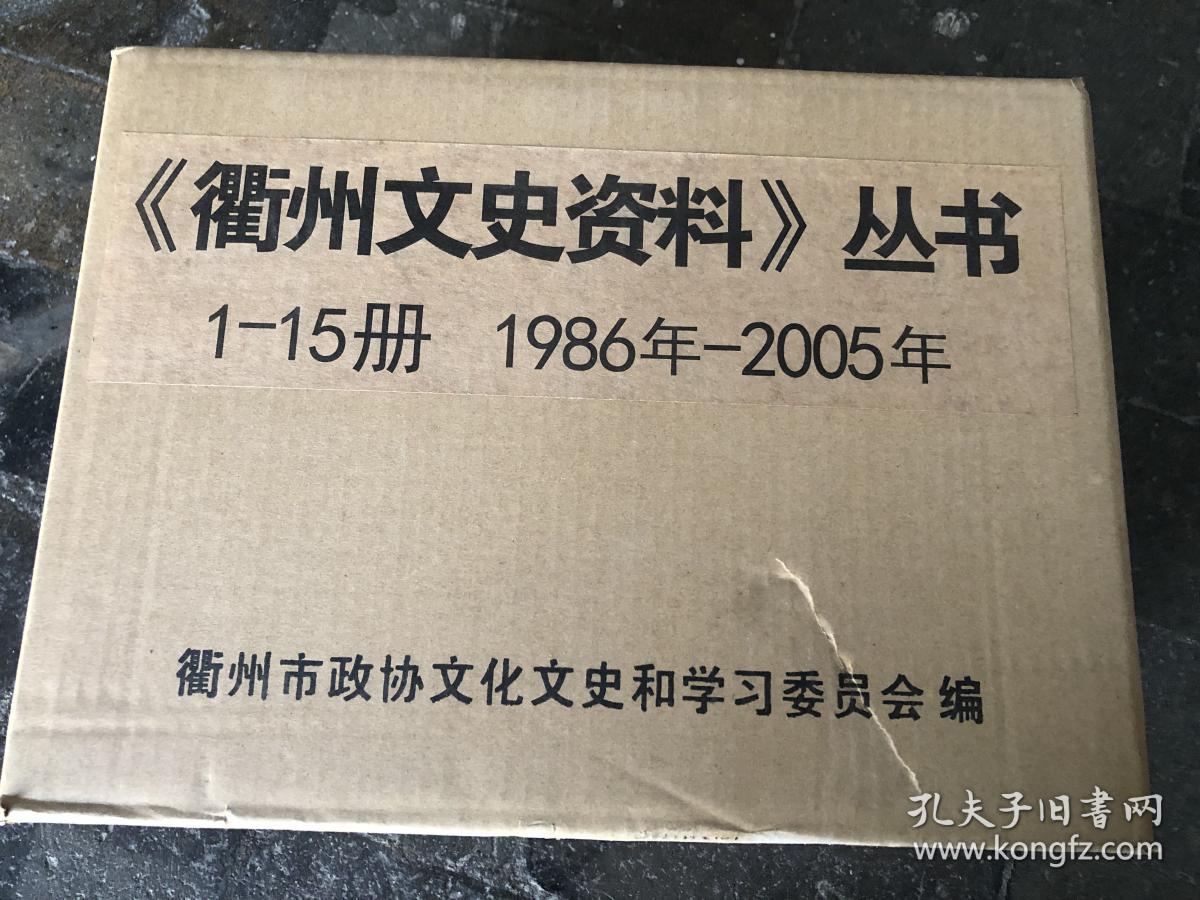 《衢州文史资料》丛书
1-15册 1986年-2005年
衢州市政协文化文史和学习委员会 编
孔夫子旧書网
www.kongfz.com